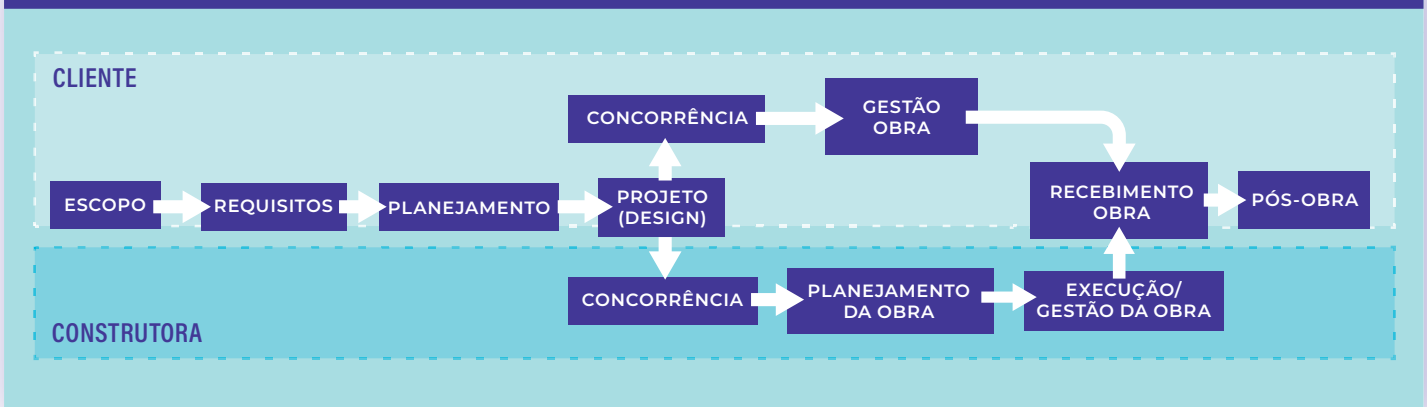 CLIENTE
ESCOPO
REQUISITOS
PLANEJAMENTO
PROJETO
(DESIGN)
CONCORRÊNCIA
GESTÃO
OBRA
RECEBIMENTO
OBRA
PÓS-OBRA
CONSTRUTORA
CONCORRÊNCIA
PLANEJAMENTO
DA OBRA
EXECUÇÃO/
GESTÃO DA OBRA